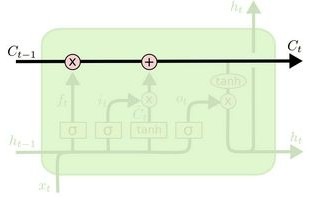 h_t
C_{t-1} × + C_t
tanh
f_t i_t × o_t ×
C̃_t
σ σ tanh σ
h_{t-1} h_t
x_t